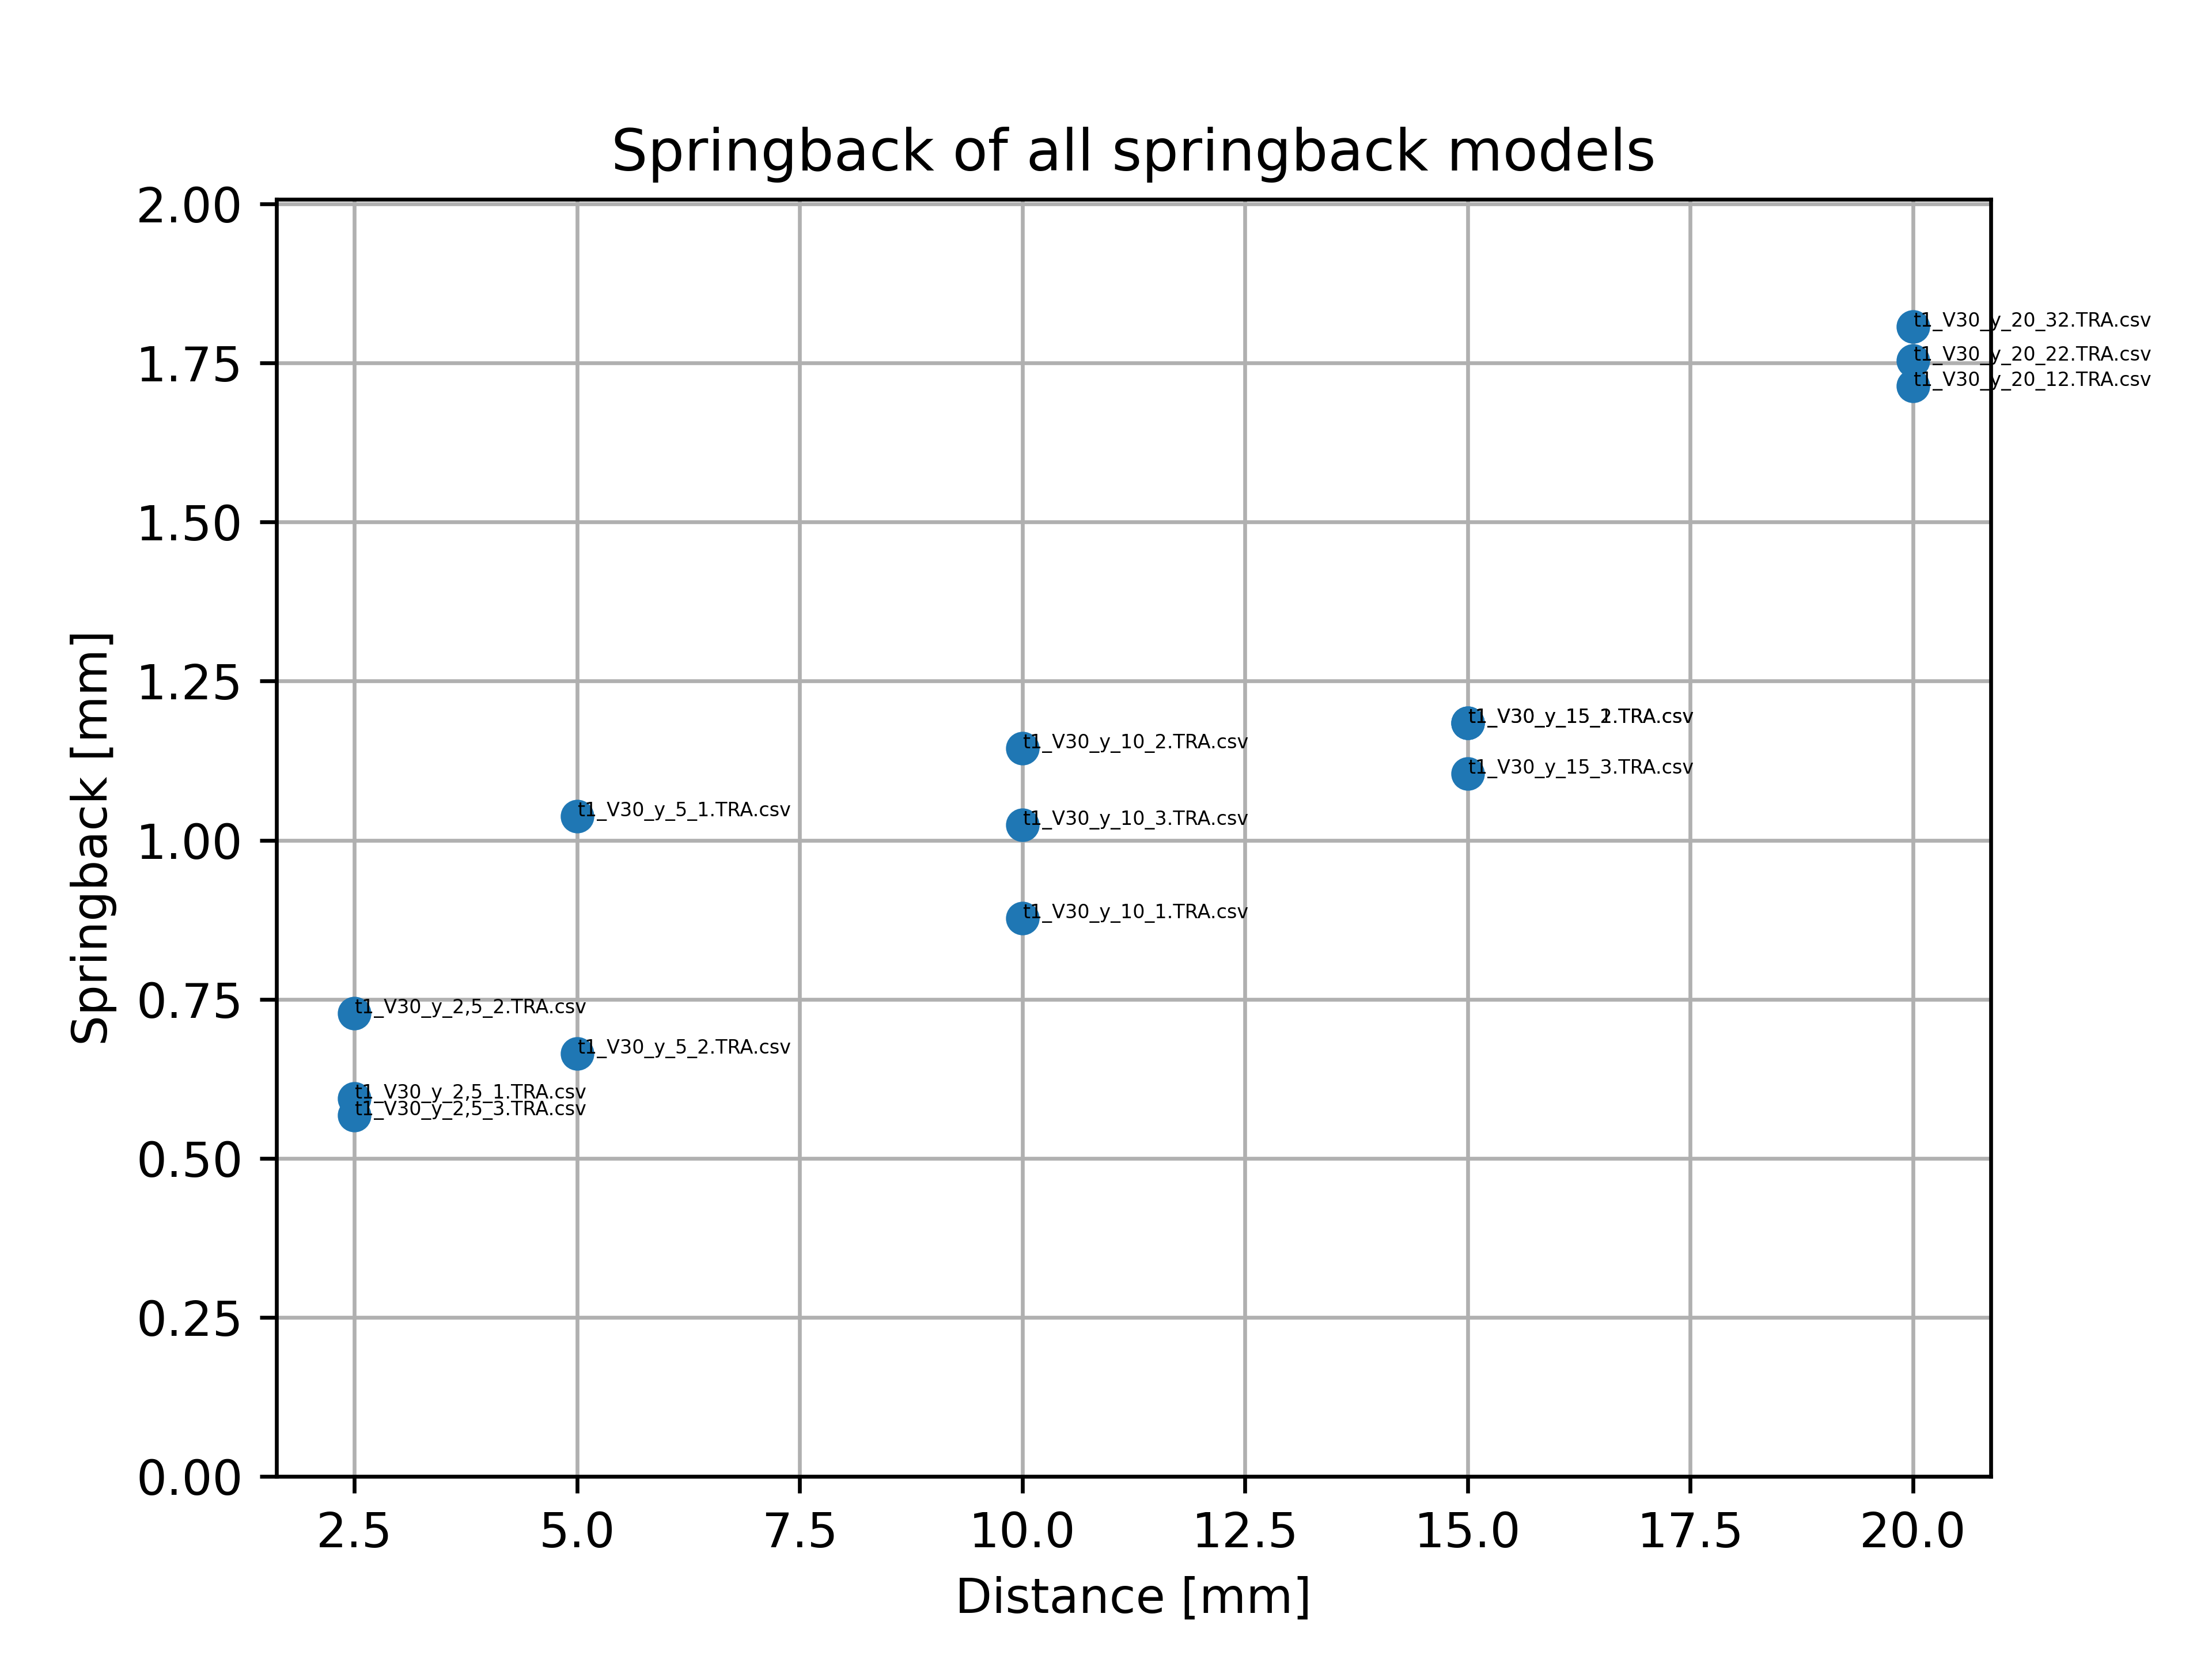 Springback of all springback models
2.00
1.75
1.50
1.25
1.00
0.75
0.50
0.25
0.00
Springback [mm]
t1_V30_y_20_32.TRA.csv
t1_V30_y_20_22.TRA.csv
t1_V30_y_20_12.TRA.csv
t1_V30_y_15_3.TRA.csv
t1_V30_y_10_2.TRA.csv
t1_V30_y_10_3.TRA.csv
t1_V30_y_10_1.TRA.csv
t1_V30_y_5_1.TRA.csv
t1_V30_y_5_2.TRA.csv
t1_V30_y_2,5_2.TRA.csv
t1_V30_y_2,5_1.TRA.csv
t1_V30_y_2,5_3.TRA.csv
2.5 5.0 7.5 10.0 12.5 15.0 17.5 20.0
Distance [mm]